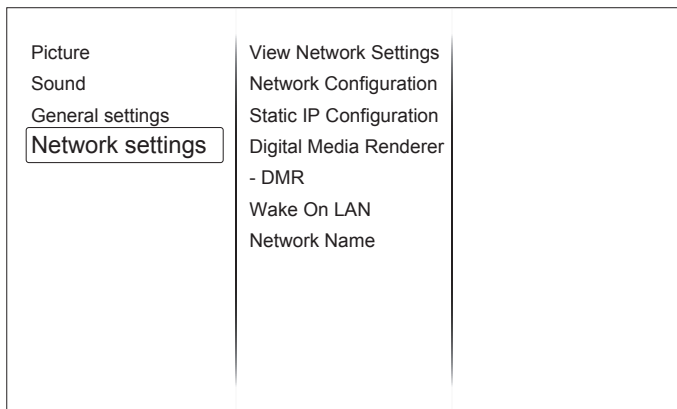 Picture
Sound
General settings
Network settings
View Network Settings
Network Configuration
Static IP Configuration
Digital Media Renderer
- DMR
Wake On LAN
Network Name